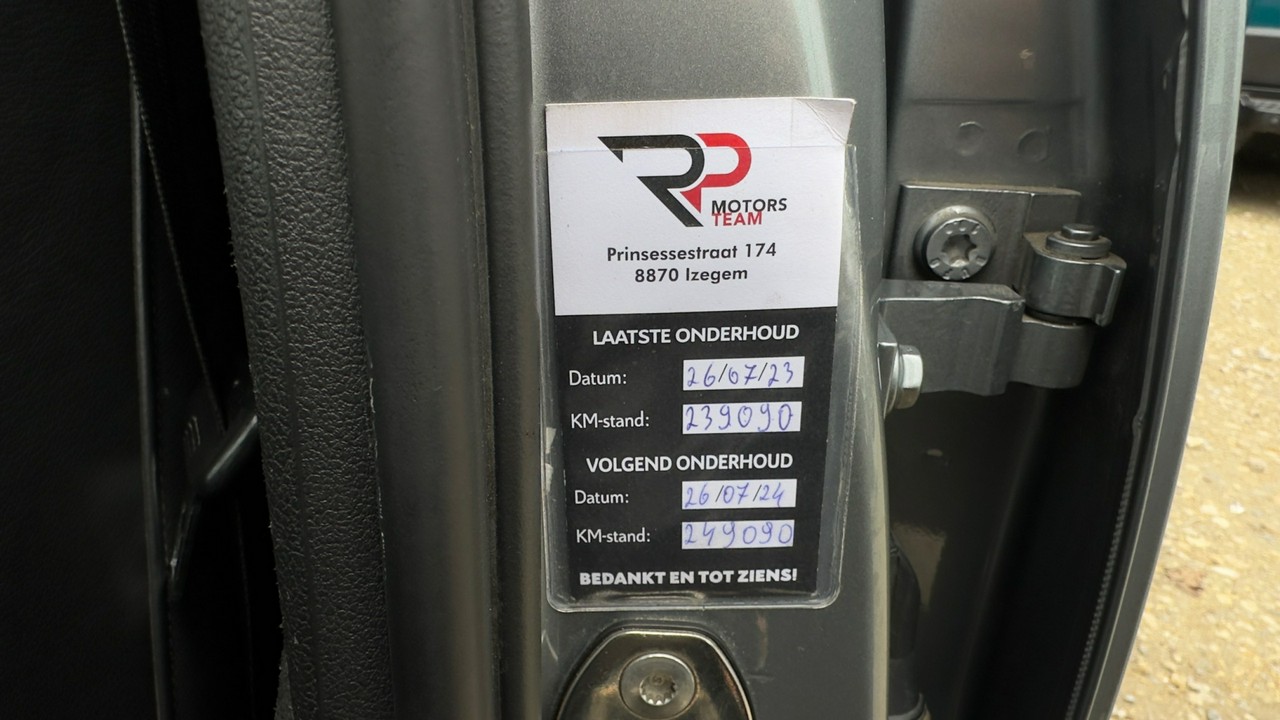 RP
MOTORS
TEAM
Prinsessestraat 174
8870 Izegem
LAATSTE ONDERHOUD
Datum: 26/07/23
KM-stand: 239090
VOLGEND ONDERHOUD
Datum: 26/07/24
KM-stand: 249090
BEDANKT EN TOT ZIENS!